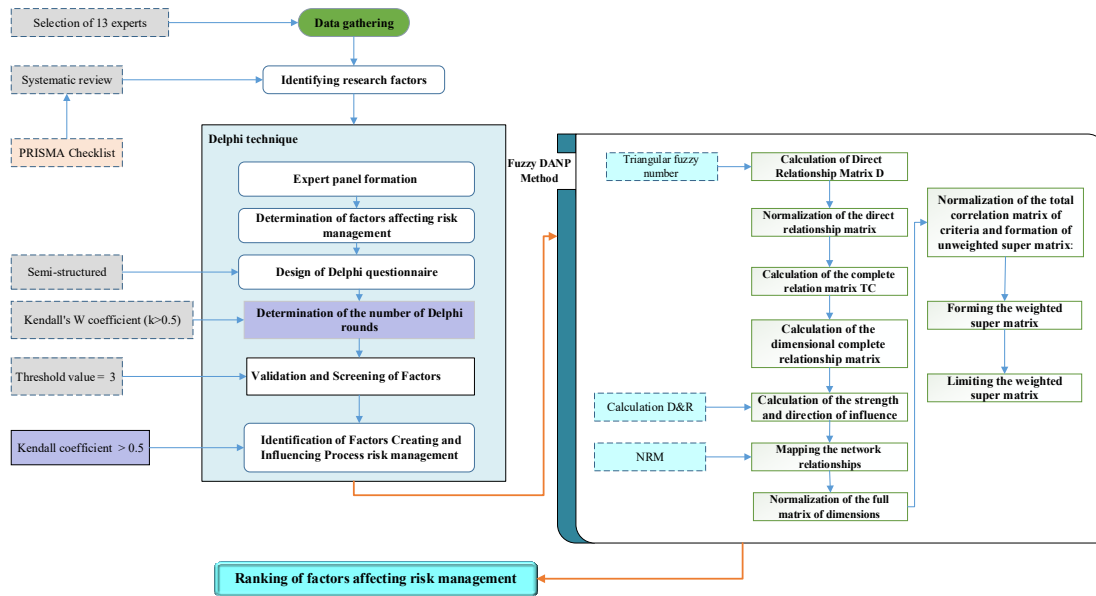 Selection of 13 experts
Data gathering
Systematic review
Identifying research factors
PRISMA Checklist
Delphi technique
Expert panel formation
Determination of factors affecting risk
management
Semi-structured
Design of Delphi questionnaire
Kendall's W coefficient (k>0.5)
Determination of the number of Delphi
rounds
Threshold value = 3
Validation and Screening of Factors
Kendall coefficient > 0.5
Identification of Factors Creating and
Influencing Process risk management
Fuzzy DANP
Method
Triangular fuzzy
number
Calculation of Direct
Relationship Matrix D
Normalization of the direct
relationship matrix
Calculation of the complete
relation matrix TC
Calculation of the
dimensional complete
relationship matrix
Calculation D&R
Calculation of the strength
and direction of influence
NRM
Mapping the network
relationships
Normalization of the full
matrix of dimensions
Normalization of the total
correlation matrix of
criteria and formation of
unweighted super matrix:
Forming the weighted
super matrix
Limiting the weighted
super matrix
Ranking of factors affecting risk management